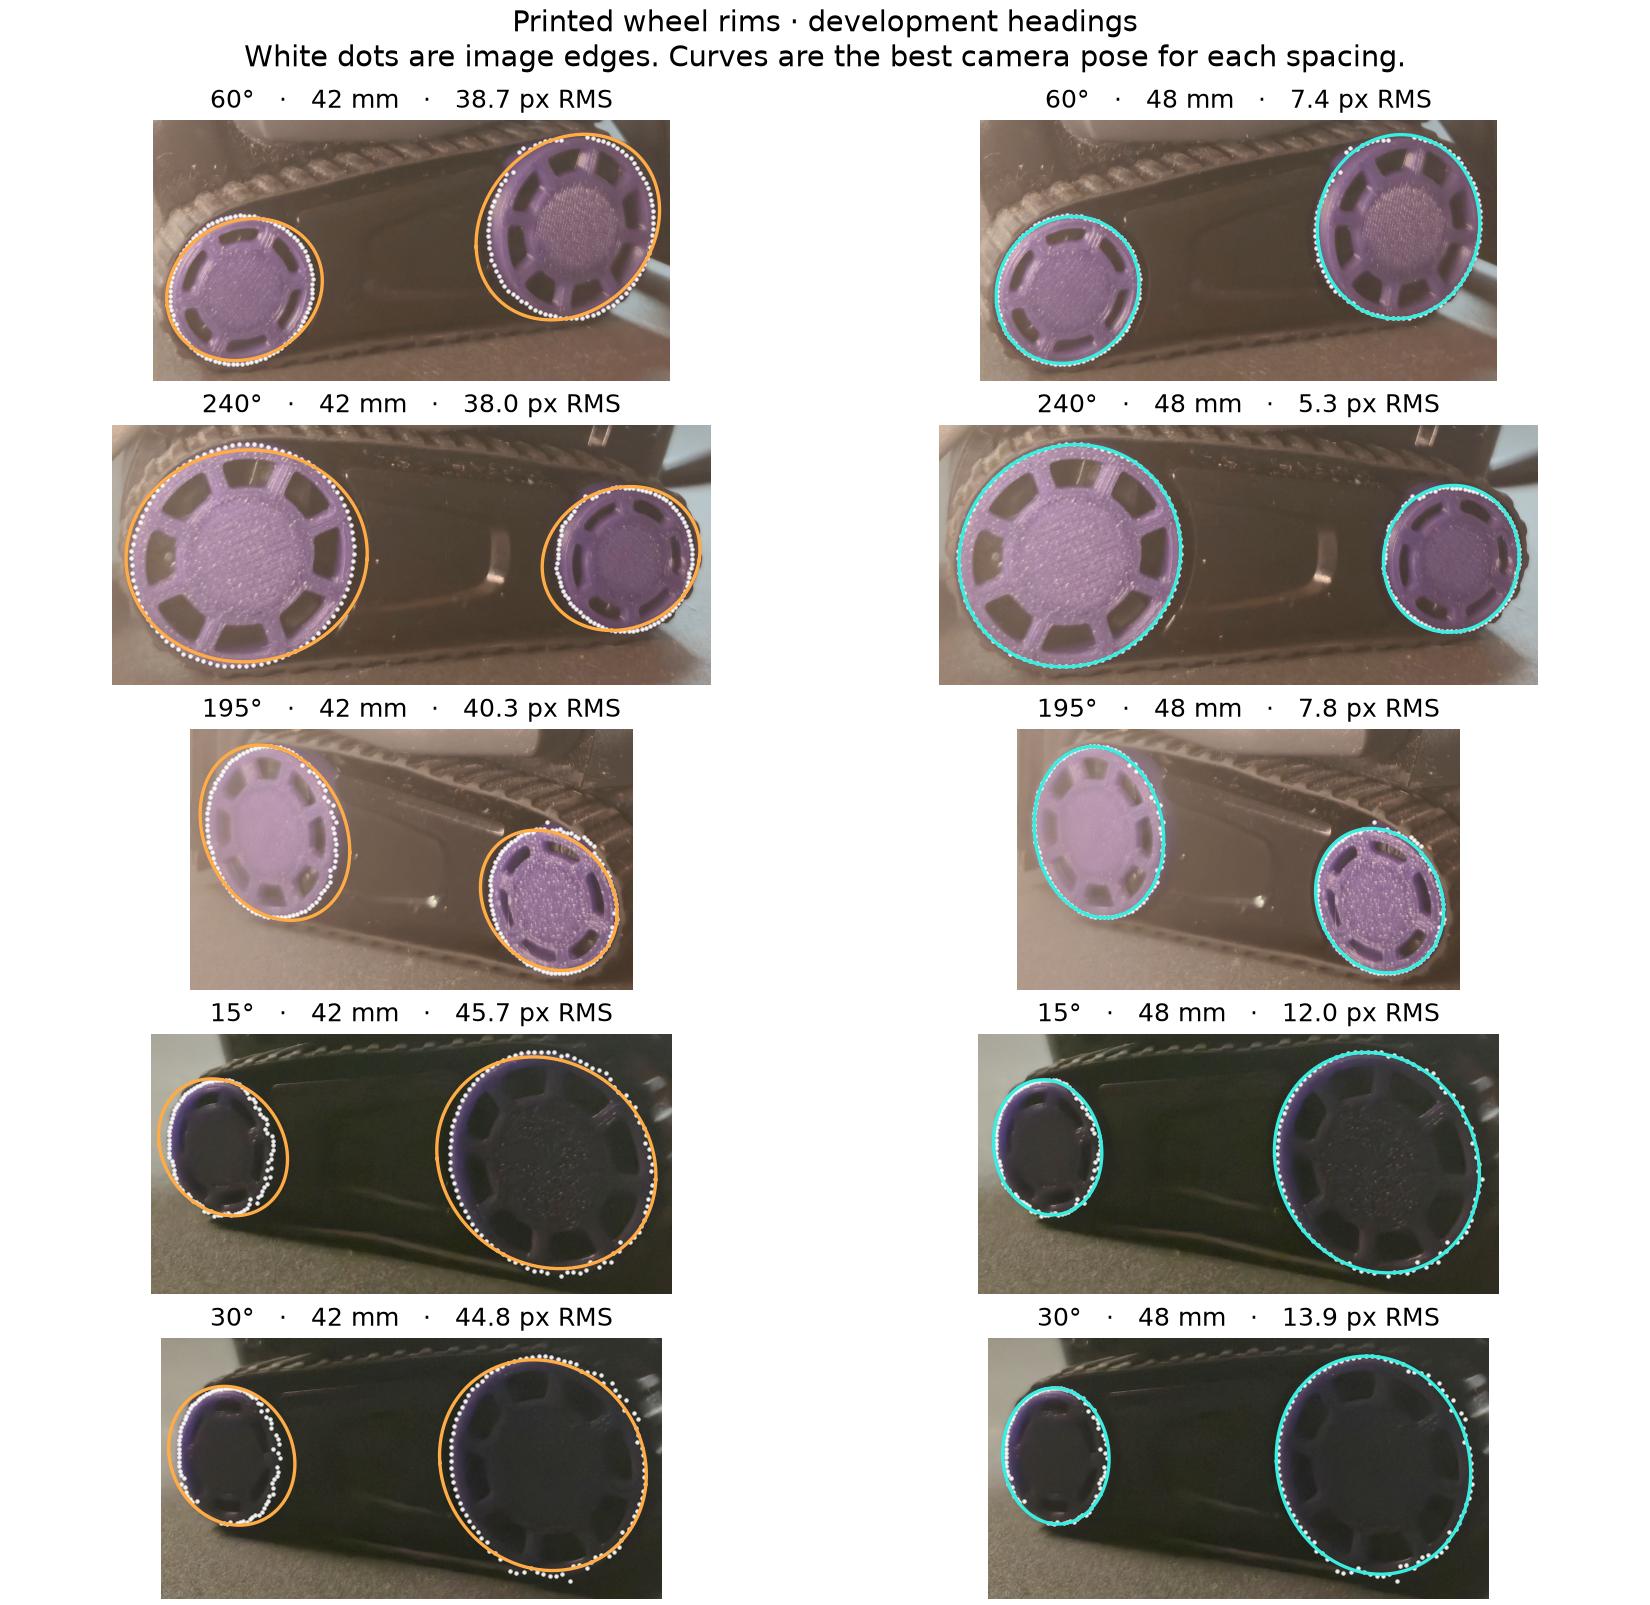 Printed wheel rims · development headings
White dots are image edges. Curves are the best camera pose for each spacing.
60° · 42 mm · 38.7 px RMS
60° · 48 mm · 7.4 px RMS
240° · 42 mm · 38.0 px RMS
240° · 48 mm · 5.3 px RMS
195° · 42 mm · 40.3 px RMS
195° · 48 mm · 7.8 px RMS
15° · 42 mm · 45.7 px RMS
15° · 48 mm · 12.0 px RMS
30° · 42 mm · 44.8 px RMS
30° · 48 mm · 13.9 px RMS